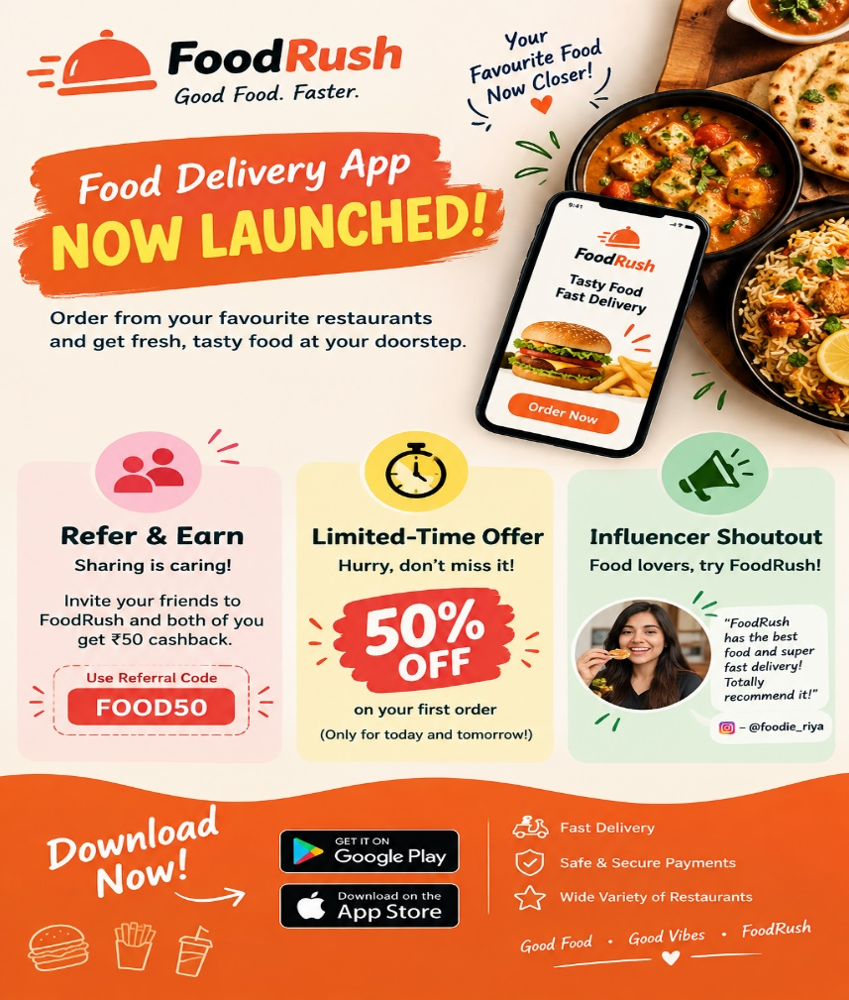 FoodRush
Good Food. Faster.
Your
Favourite Food
Now Closer!
Food Delivery App
NOW LAUNCHED!
Order from your favourite restaurants
and get fresh, tasty food at your doorstep.
9:41
FoodRush
Tasty Food
Fast Delivery
Order Now
Refer & Earn
Sharing is caring!
Invite your friends to
FoodRush and both of you
get ₹50 cashback.
Use Referral Code
FOOD50
Limited-Time Offer
Hurry, don't miss it!
50%
OFF
on your first order
(Only for today and tomorrow!)
Influencer Shoutout
Food lovers, try FoodRush!
"FoodRush
has the best
food and super
fast delivery!
Totally
recommend it!"
– @foodie_riya
Download
Now!
GET IT ON
Google Play
Download on the
App Store
Fast Delivery
Safe & Secure Payments
Wide Variety of Restaurants
Good Food • Good Vibes • FoodRush